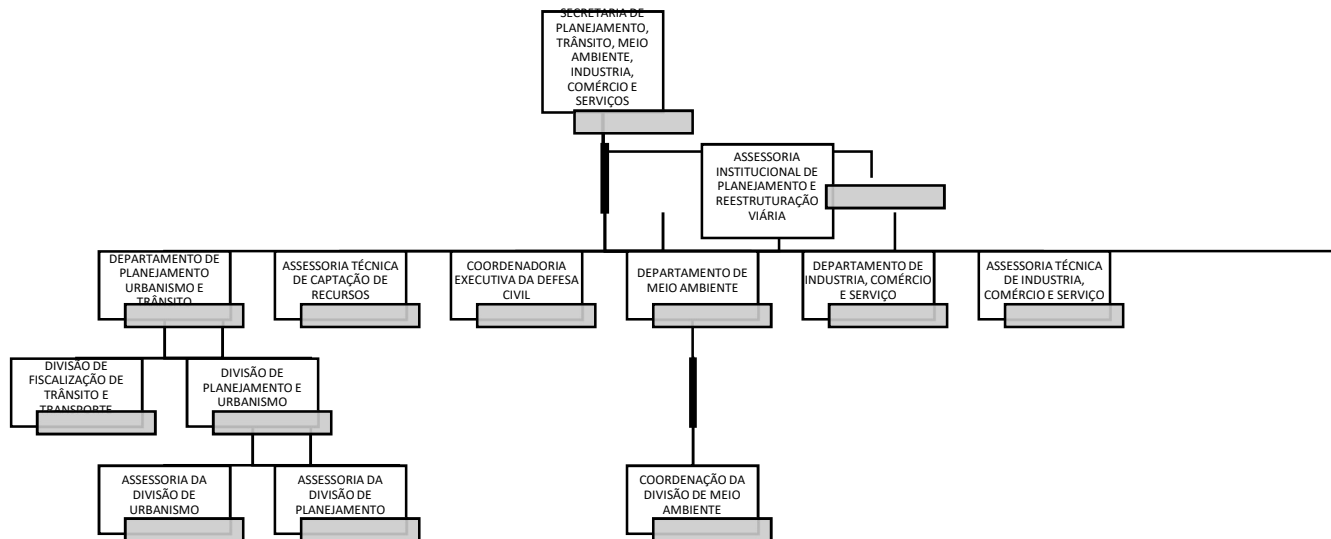 SECRETARIA DE
PLANEJAMENTO,
TRÂNSITO, MEIO
AMBIENTE,
INDUSTRIA,
COMÉRCIO E
SERVIÇOS
ASSESSORIA
INSTITUCIONAL DE
PLANEJAMENTO E
REESTRUTURAÇÃO
VIÁRIA
DEPARTAMENTO DE
PLANEJAMENTO
URBANISMO E
TRÂNSITO
ASSESSORIA TÉCNICA
DE CAPTAÇÃO DE
RECURSOS
COORDENADORIA
EXECUTIVA DA DEFESA
CIVIL
DEPARTAMENTO DE
MEIO AMBIENTE
DEPARTAMENTO DE
INDUSTRIA, COMÉRCIO
E SERVIÇO
ASSESSORIA TÉCNICA
DE INDUSTRIA,
COMÉRCIO E SERVIÇO
DIVISÃO DE
FISCALIZAÇÃO DE
TRÂNSITO E
TRANSPORTE
DIVISÃO DE
PLANEJAMENTO E
URBANISMO
ASSESSORIA DA
DIVISÃO DE
URBANISMO
ASSESSORIA DA
DIVISÃO DE
PLANEJAMENTO
COORDENAÇÃO DA
DIVISÃO DE MEIO
AMBIENTE